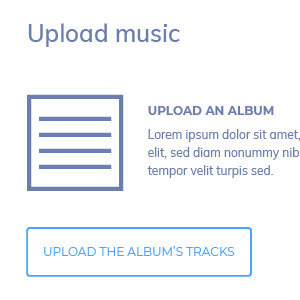 Upload music
UPLOAD AN ALBUM
Lorem ipsum dolor sit amet,
elit, sed diam nonummy nib
tempor velit turpis sed.
UPLOAD THE ALBUM'S TRACKS